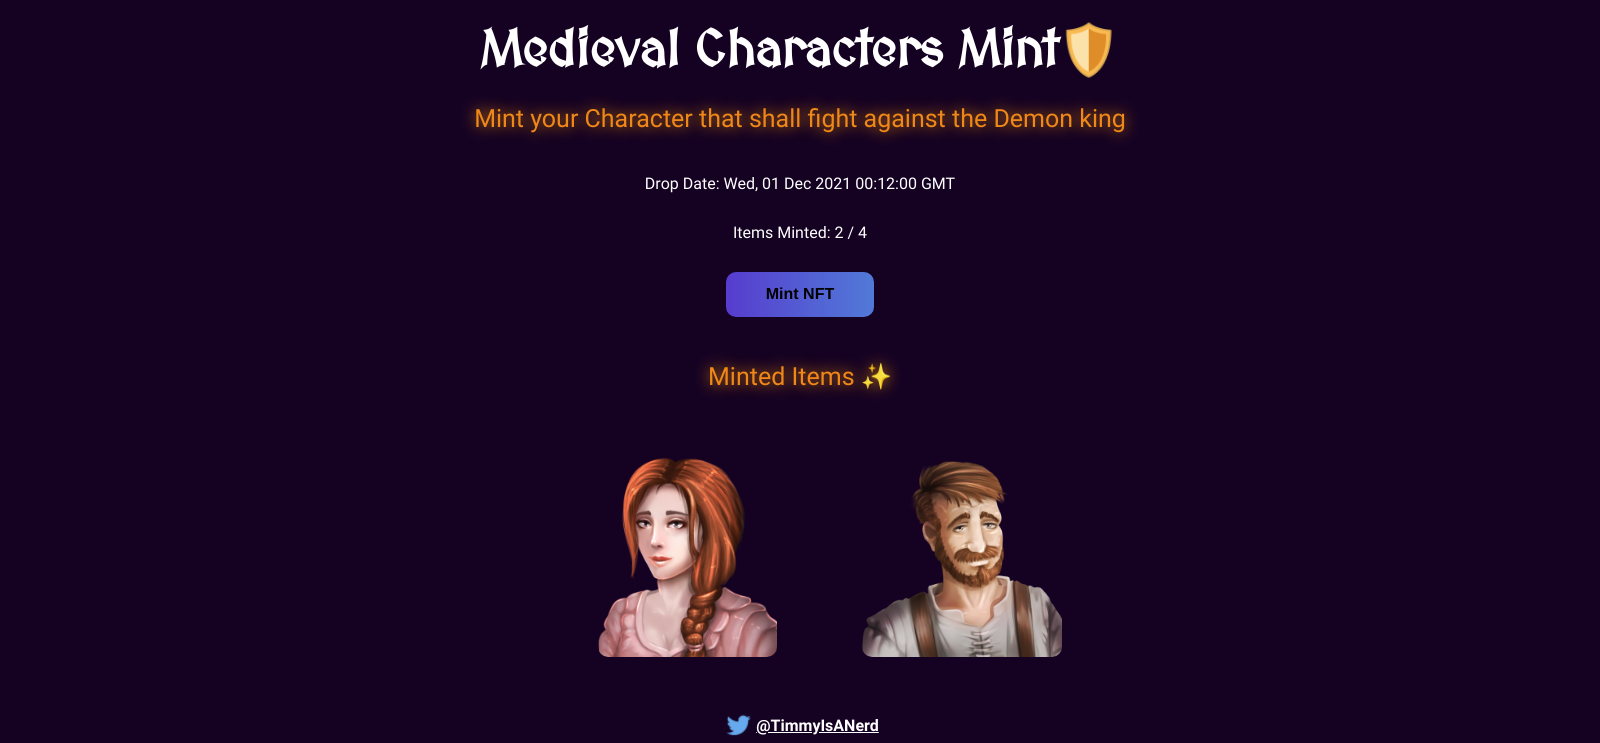 Medieval Characters Mint🛡️
Mint your Character that shall fight against the Demon king
Drop Date: Wed, 01 Dec 2021 00:12:00 GMT
Items Minted: 2 / 4
Mint NFT
Minted Items ✨
@TimmyIsANerd